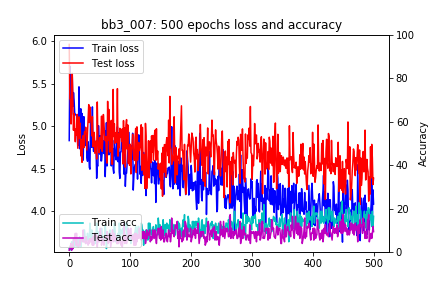 bb3_007: 500 epochs loss and accuracy
6.0
5.5
5.0
4.5
4.0
Loss
Train loss
Test loss
Train acc
Test acc
100
80
60
40
20
0
Accuracy
0 100 200 300 400 500